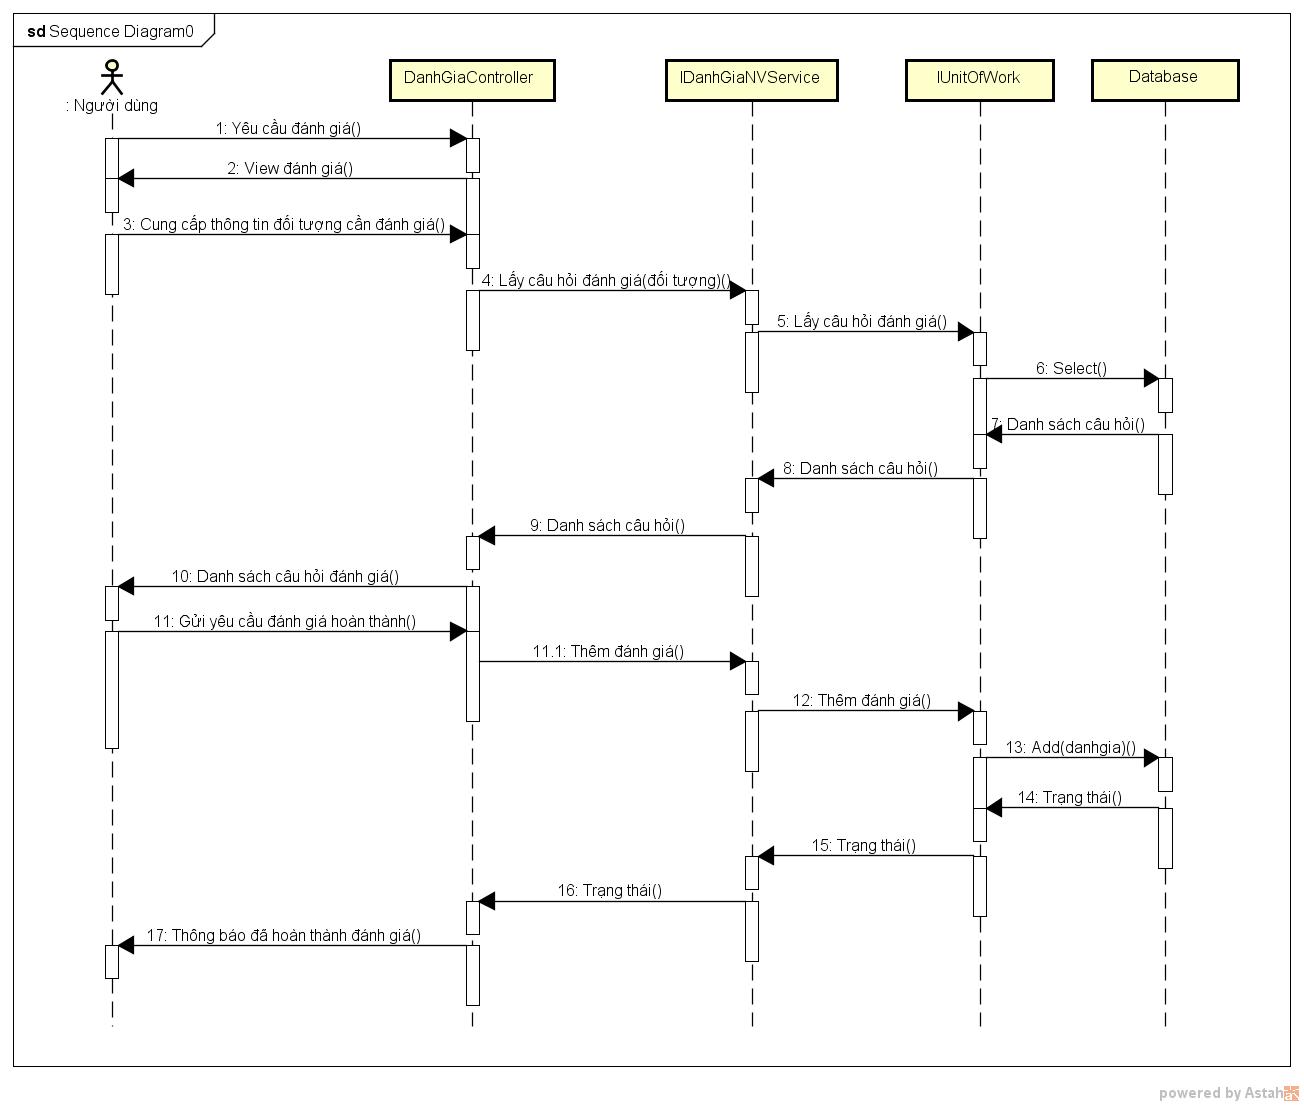 sd Sequence Diagram0
: Người dùng
DanhGiaController
IDanhGiaNVService
IUnitOfWork
Database
1: Yêu cầu đánh giá()
2: View đánh giá()
3: Cung cấp thông tin đối tượng cần đánh giá()
4: Lấy câu hỏi đánh giá(đối tượng)()
5: Lấy câu hỏi đánh giá()
6: Select()
7: Danh sách câu hỏi()
8: Danh sách câu hỏi()
9: Danh sách câu hỏi()
10: Danh sách câu hỏi đánh giá()
11: Gửi yêu cầu đánh giá hoàn thành()
11.1: Thêm đánh giá()
12: Thêm đánh giá()
13: Add(danhgia)()
14: Trạng thái()
15: Trạng thái()
16: Trạng thái()
17: Thông báo đã hoàn thành đánh giá()
powered by Astah